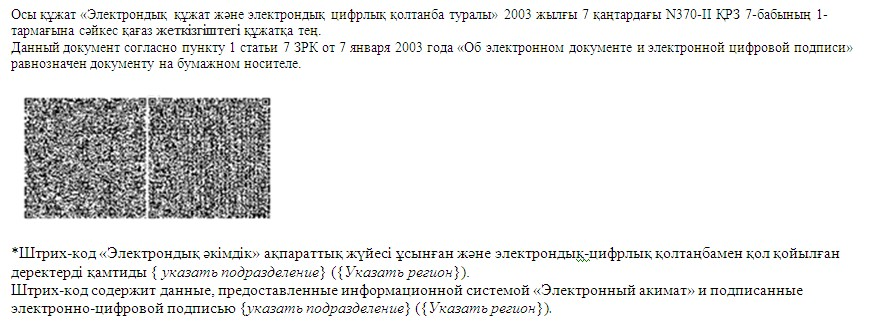 Осы құжат «Электрондық құжат және электрондық цифрлық қолтаңба туралы» 2003 жылғы 7 қаңтардағы N370-II ҚРЗ 7-бабының 1-
тармағына сәйкес қағаз жеткізгіштегі құжатқа тең.
Данный документ согласно пункту 1 статьи 7 ЗРК от 7 января 2003 года «Об электронном документе и электронной цифровой подписи»
равнозначен документу на бумажном носителе.
*Штрих-код «Электрондық әкімдік» ақпараттық жүйесі ұсынған және электрондық-цифрлық қолтаңбамен қол қойылған
деректерді қамтиды { указать подразделение} ({Указать регион}).
Штрих-код содержит данные, предоставленные информационной системой «Электронный акимат» и подписанные
электронно-цифровой подписью {указать подразделение} ({Указать регион}).